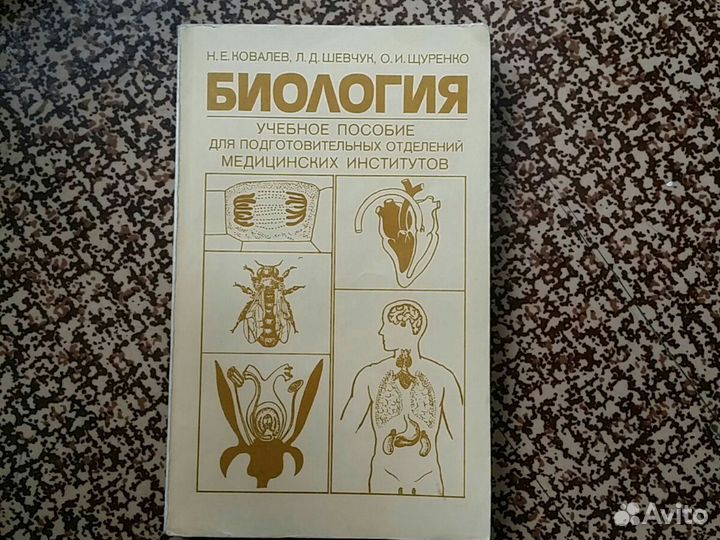 Н. Е. КОВАЛЕВ, Л. Д. ШЕВЧУК, О. И. ЩУРЕНКО
БИОЛОГИЯ
УЧЕБНОЕ ПОСОБИЕ
ДЛЯ ПОДГОТОВИТЕЛЬНЫХ ОТДЕЛЕНИЙ
МЕДИЦИНСКИХ ИНСТИТУТОВ
Avito